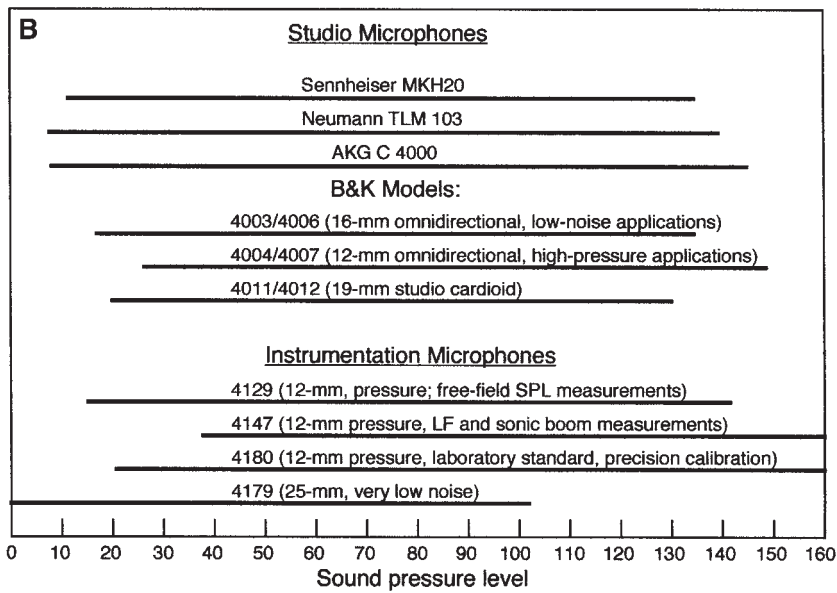 B
Studio Microphones
Sennheiser MKH20
Neumann TLM 103
AKG C 4000
B&K Models:
4003/4006 (16-mm omnidirectional, low-noise applications)
4004/4007 (12-mm omnidirectional, high-pressure applications)
4011/4012 (19-mm studio cardioid)
Instrumentation Microphones
4129 (12-mm, pressure; free-field SPL measurements)
4147 (12-mm pressure, LF and sonic boom measurements)
4180 (12-mm pressure, laboratory standard, precision calibration)
4179 (25-mm, very low noise)
0 10 20 30 40 50 60 70 80 90 100 110 120 130 140 150 160
Sound pressure level